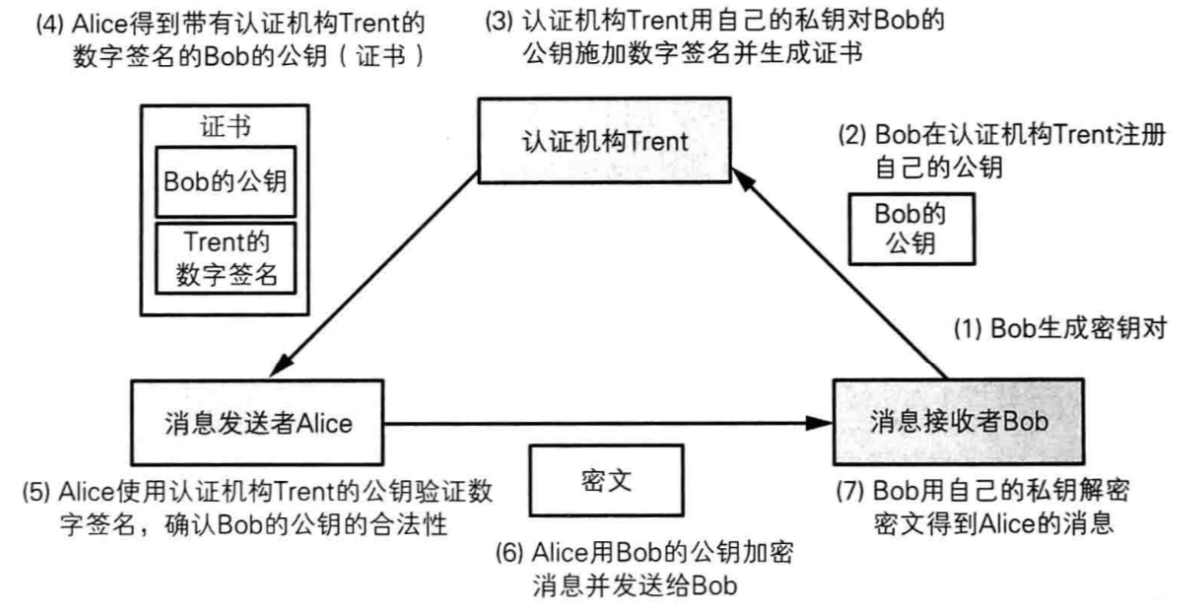 (4) Alice得到带有认证机构Trent的
数字签名的Bob的公钥（证书）
(3) 认证机构Trent用自己的私钥对Bob的
公钥施加数字签名并生成证书
证书
Bob的公钥
Trent的
数字签名
认证机构Trent
(2) Bob在认证机构Trent注册
自己的公钥
Bob的
公钥
(1) Bob生成密钥对
消息发送者Alice
消息接收者Bob
(5) Alice使用认证机构Trent的公钥验证数
字签名，确认Bob的公钥的合法性
密文
(6) Alice用Bob的公钥加密
消息并发送给Bob
(7) Bob用自己的私钥解密
密文得到Alice的消息